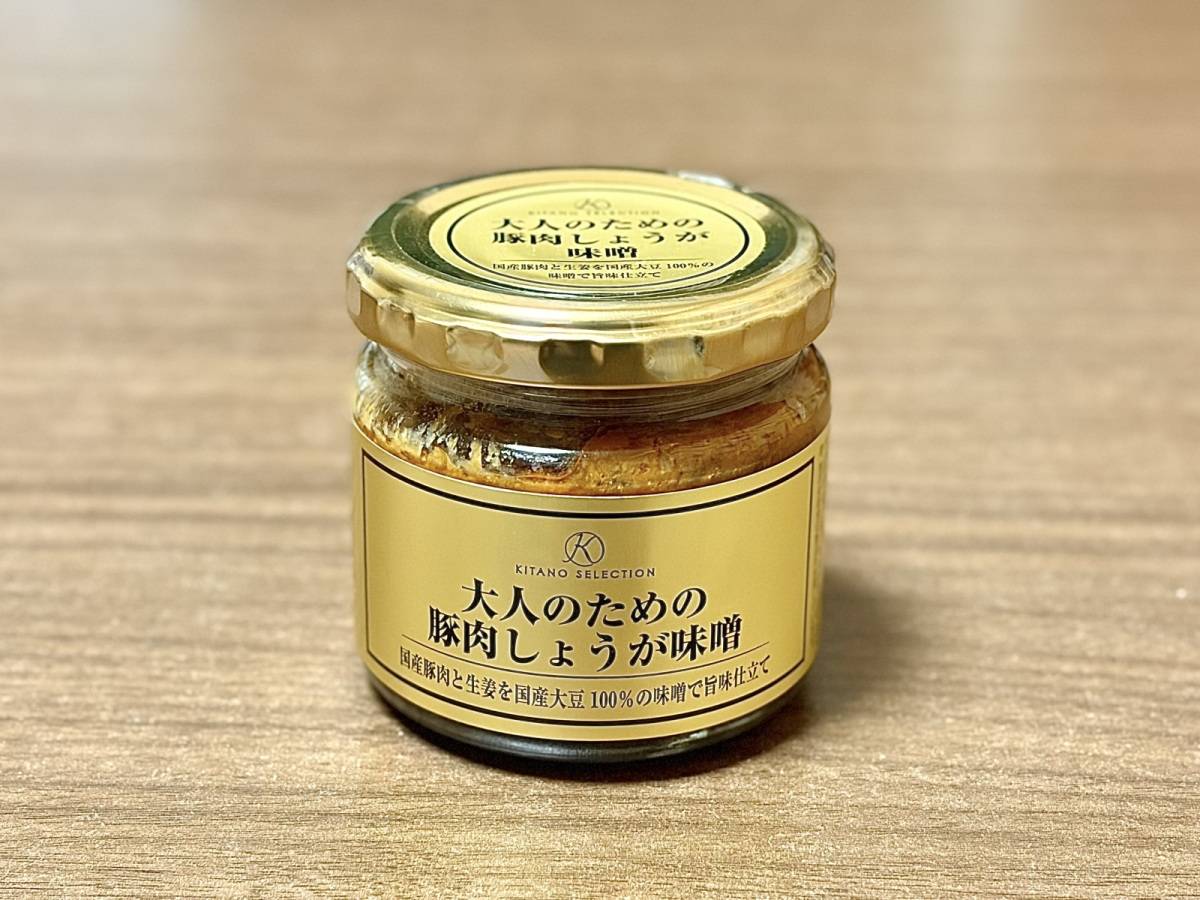 KITANO SELECTION
大人のための
豚肉しょうが
味噌
国産豚肉と生姜を国産大豆100%の
味噌で旨味仕立て
K
KITANO SELECTION
大人のための
豚肉しょうが味噌
国産豚肉と生姜を国産大豆100%の味噌で旨味仕立て